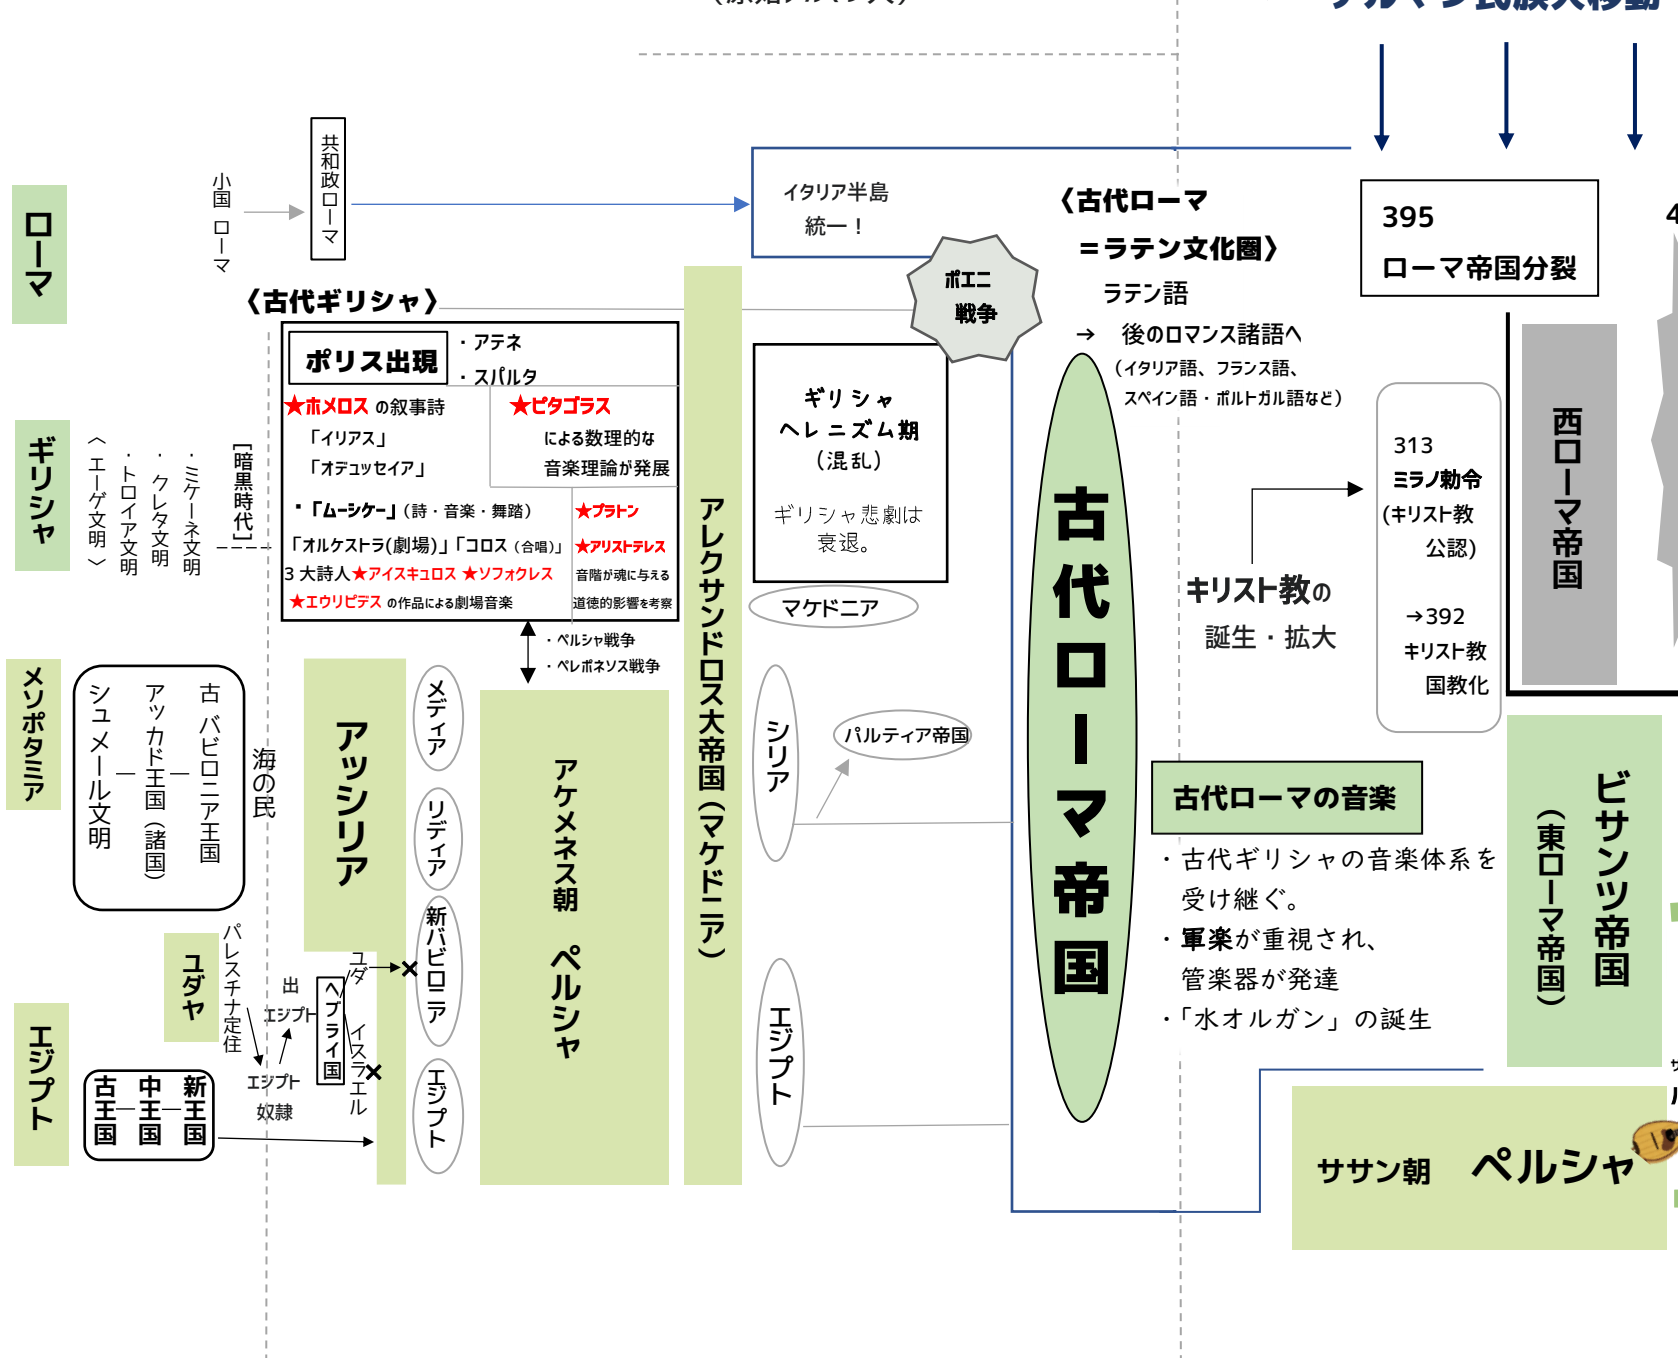 ローマ
小国 ローマ
共和政ローマ
イタリア半島
統一！
〈古代ローマ
＝ラテン文化圏〉
ラテン語
→ 後のロマンス諸語へ
（イタリア語、フランス語、
スペイン語・ポルトガル語など）
395
ローマ帝国分裂
ポエニ
戦争
〈古代ギリシャ〉
ポリス出現
・アテネ
・スパルタ
★ホメロス の叙事詩
「イリアス」
「オデュッセイア」
★ピタゴラス
による数理的な
音楽理論が発展
・「ムーシケー」（詩・音楽・舞踏）
「オルケストラ(劇場)」「コロス（合唱）」
3 大詩人★アイスキュロス ★ソフォクレス
★エウリピデス の作品による劇場音楽
★プラトン
★アリストテレス
音階が魂に与える
道徳的影響を考察
ギリシャ
〈 エーゲ文明 〉
・トロイア文明
・クレタ文明
・ミケーネ文明
［暗黒時代］
・ペルシャ戦争
・ペレポネソス戦争
アレクサンドロス大帝国（マケドニア）
ギリシャ
ヘレニズム期
（混乱）
ギリシャ悲劇は
衰退。
マケドニア
シリア
パルティア帝国
エジプト
古代ローマ帝国
キリスト教の
誕生・拡大
313
ミラノ勅令
(キリスト教
公認)
→392
キリスト教
国教化
西ローマ帝国
メソポタミア
シュメール文明
アッカド王国（諸国）
古バビロニア王国
海の民
アッシリア
メディア
リディア
新バビロニア
エジプト
アケメネス朝 ペルシャ
古代ローマの音楽
・古代ギリシャの音楽体系を
受け継ぐ。
・軍楽が重視され、
管楽器が発達
・「水オルガン」の誕生
ビサンツ帝国
（東ローマ帝国）
ユダヤ
パレスチナ定住
出
エジプト
エジプト
奴隷
ヘブライ国
ユダ
イスラエル
エジプト
古王国
中王国
新王国
ササン朝 ペルシャ